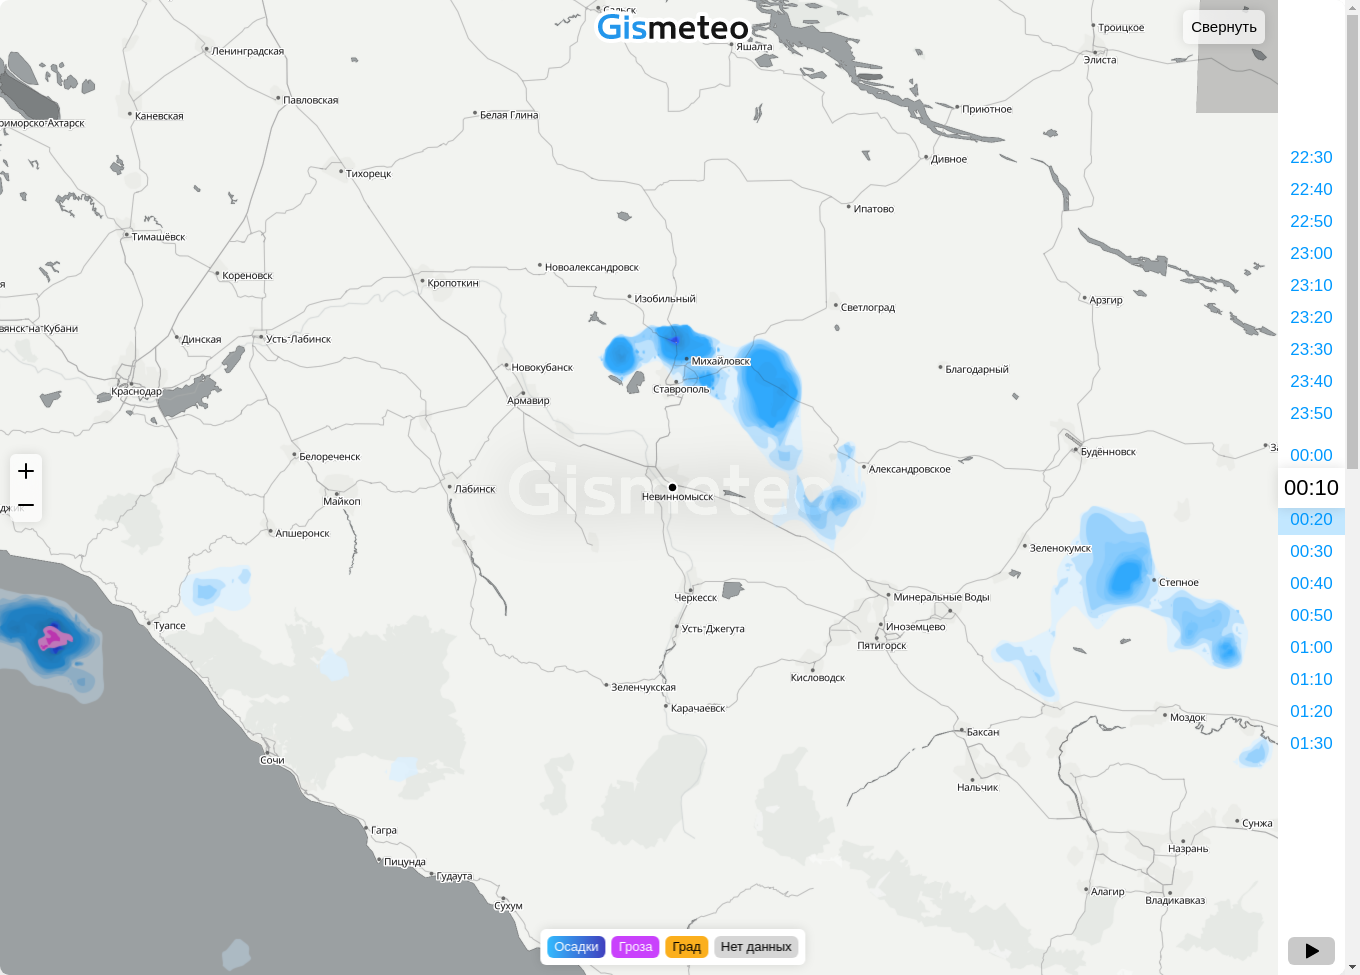 Сальск
Gismeteo
Свернуть
Троицкое
Яшалта
Ленинградская
Элиста
Павловская
Приютное
Каневская
Белая Глина
риморско-Ахтарск
Дивное
22:30
Тихорецк
22:40
Ипатово
22:50
Тимашёвск
23:00
Новоалександровск
Кореновск
Кропоткин
я
23:10
Изобильный
Арзгир
Светлоград
23:20
вянск-на-Кубани
Динская
Усть-Лабинск
23:30
Михайловск
Новокубанск
Благодарный
23:40
Краснодар
Ставрополь
Армавир
23:50
Белореченск
Будённовск
За
00:00
Александровское
Gismeteo
Лабинск
Невинномысск
00:10
Майкоп
джик
00:20
Апшеронск
Зеленокумск
00:30
Степное
00:40
Черкесск
Минеральные Воды
00:50
Туапсе
Усть-Джегута
Иноземцево
Пятигорск
01:00
Кисловодск
01:10
Зеленчукская
Карачаевск
01:20
Моздок
Баксан
01:30
Сочи
Нальчик
Гагра
Сунжа
Назрань
Пицунда
Гудаута
Алагир
Владикавказ
Сухум
Осадки
Гроза
Град
Нет данных